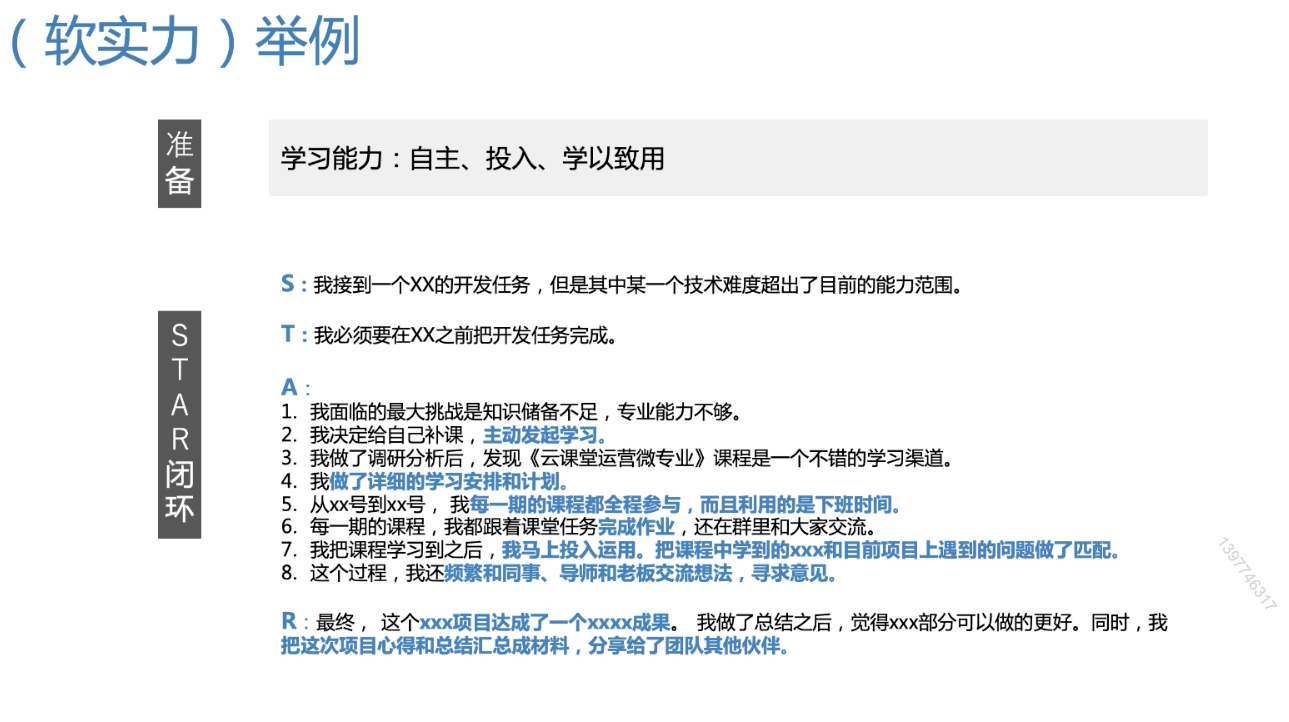 （软实力）举例
准备
学习能力：自主、投入、学以致用
S：我接到一个XX的开发任务，但是其中某一个技术难度超出了目前的能力范围。
T：我必须要在XX之前把开发任务完成。
STAR闭环
A：
1. 我面临的最大挑战是知识储备不足，专业能力不够。
2. 我决定给自己补课，主动发起学习。
3. 我做了调研分析后，发现《云课堂运营微专业》课程是一个不错的学习渠道。
4. 我做了详细的学习安排和计划。
5. 从xx号到xx号， 我每一期的课程都全程参与，而且利用的是下班时间。
6. 每一期的课程，我都跟着课堂任务完成作业，还在群里和大家交流。
7. 我把课程学习到之后，我马上投入运用。把课程中学到的xxx和目前项目上遇到的问题做了匹配。
8. 这个过程，我还频繁和同事、导师和老板交流想法，寻求意见。
R：最终， 这个xxx项目达成了一个xxxx成果。 我做了总结之后，觉得xxx部分可以做的更好。同时，我
把这次项目心得和总结汇总成材料，分享给了团队其他伙伴。
1397746317